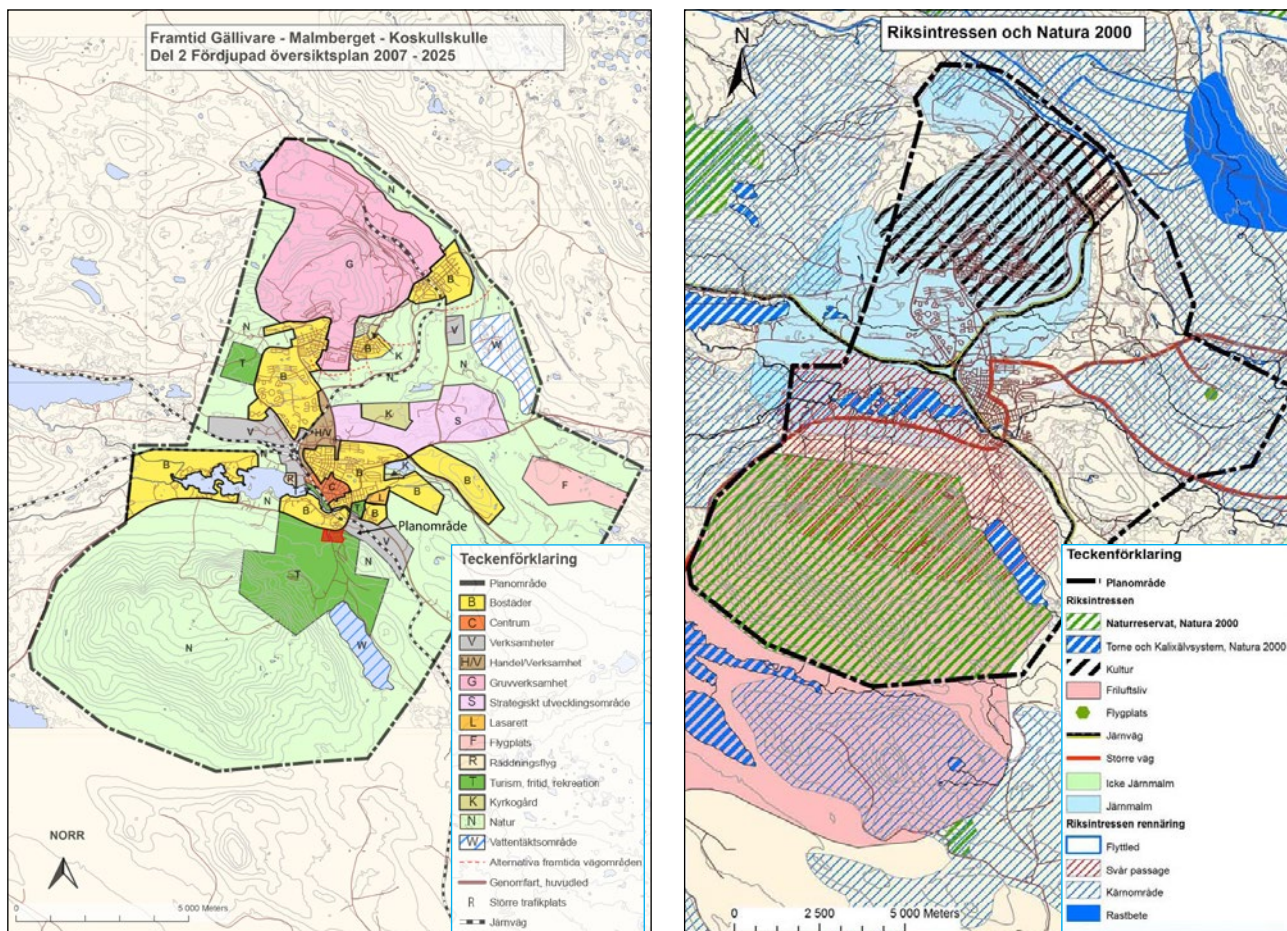 Framtid Gällivare - Malmberget - Koskullskulle
Del 2 Fördjupad översiktsplan 2007 - 2025
N
G
B
N
V
W
B
K
N
N
T
B
N
K
S
V
H/V
B
N
R
B
K
C
L
B
B
F
N
B
T
B
Planområde
V
N
T
W
N
NORR
0
5 000 Meters
Teckenförklaring
Planområde
B Bostäder
C Centrum
V Verksamheter
H/V Handel/Verksamhet
G Gruvverksamhet
S Strategiskt utvecklingsområde
L Lasarett
F Flygplats
R Räddningsflyg
T Turism, fritid, rekreation
K Kyrkogård
N Natur
W Vattentäktsområde
Alternativa framtida vägområden
Genomfart, huvudled
R Större trafikplats
Järnväg
Riksintressen och Natura 2000
N
0 2 500 5 000 Meters
Teckenförklaring
Planområde
Riksintressen
Naturreservat, Natura 2000
Torne och Kalixälvsystem, Natura 2000
Kultur
Friluftsliv
Flygplats
Järnväg
Större väg
Icke Järnmalm
Järnmalm
Riksintressen rennäring
Flyttled
Svår passage
Kärnområde
Rastbete